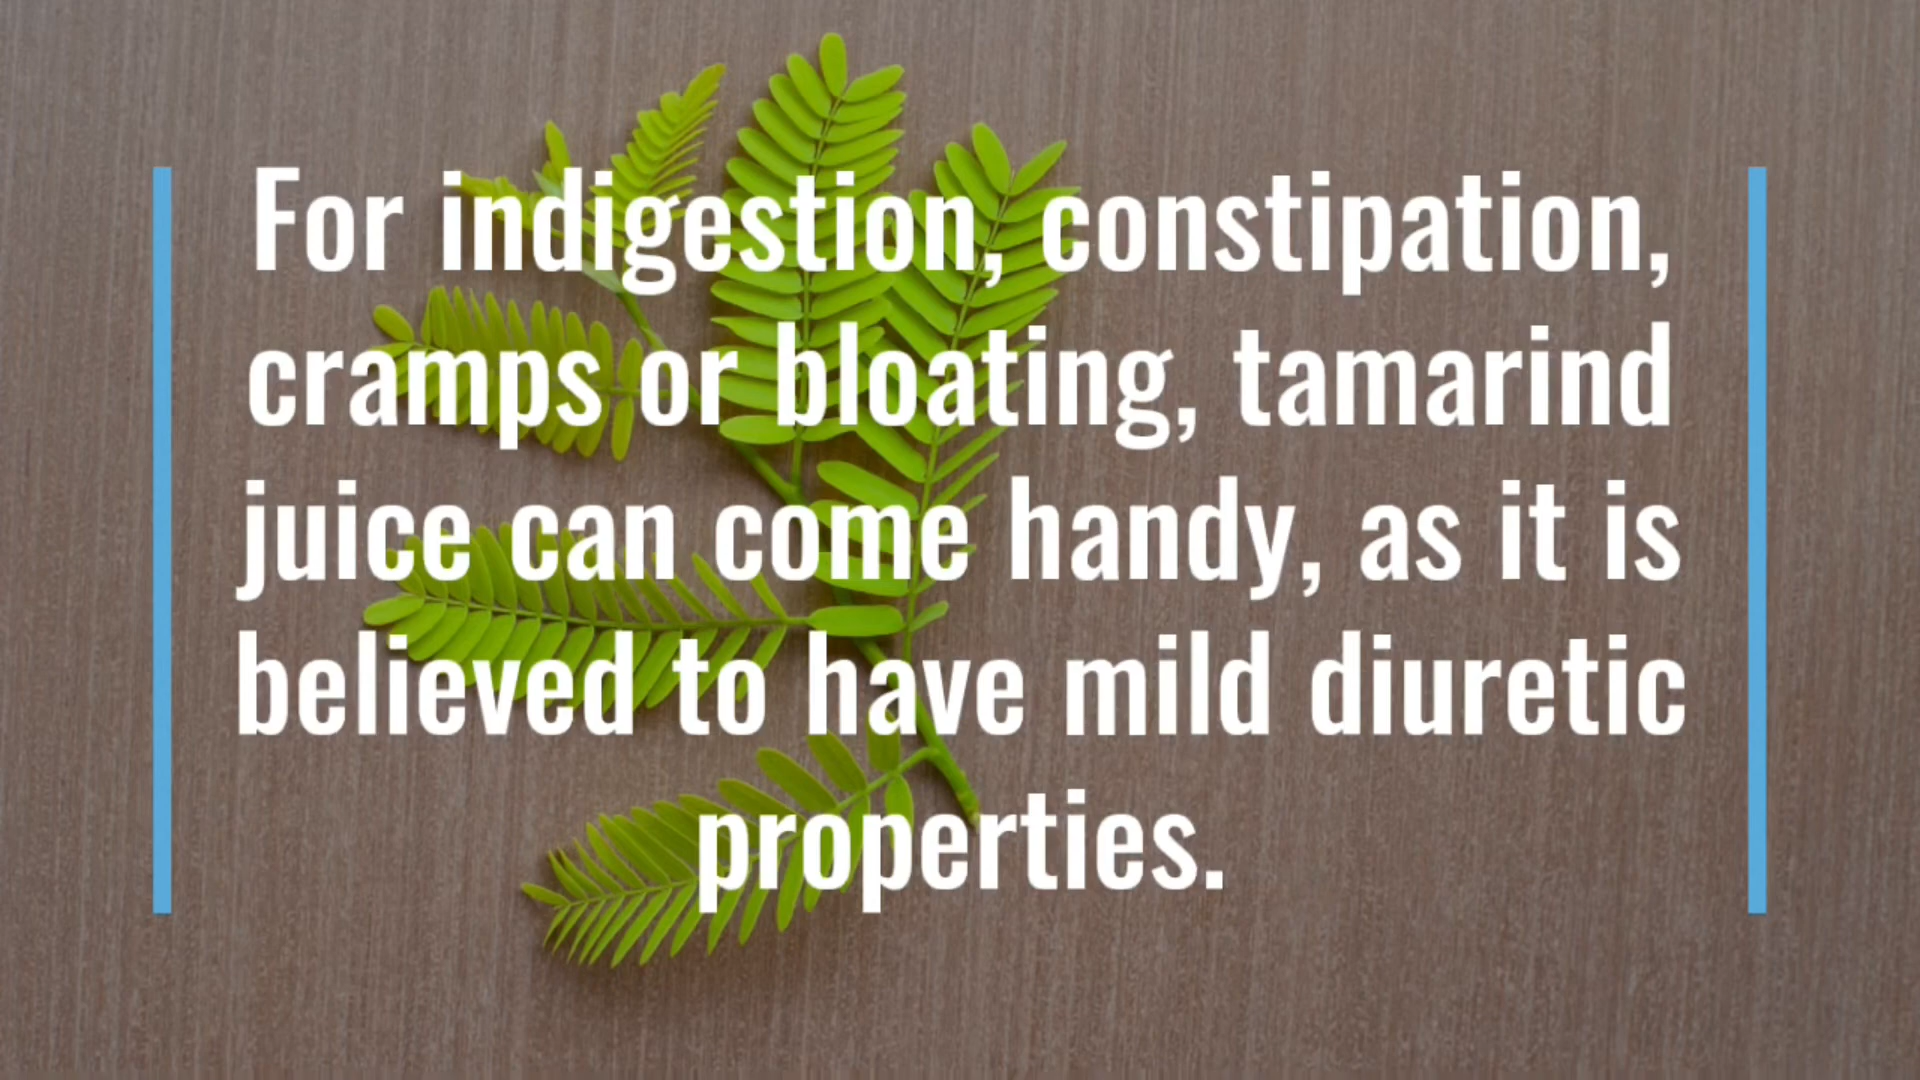 For indigestion, constipation,
cramps or bloating, tamarind
juice can come handy, as it is
believed to have mild diuretic
properties.